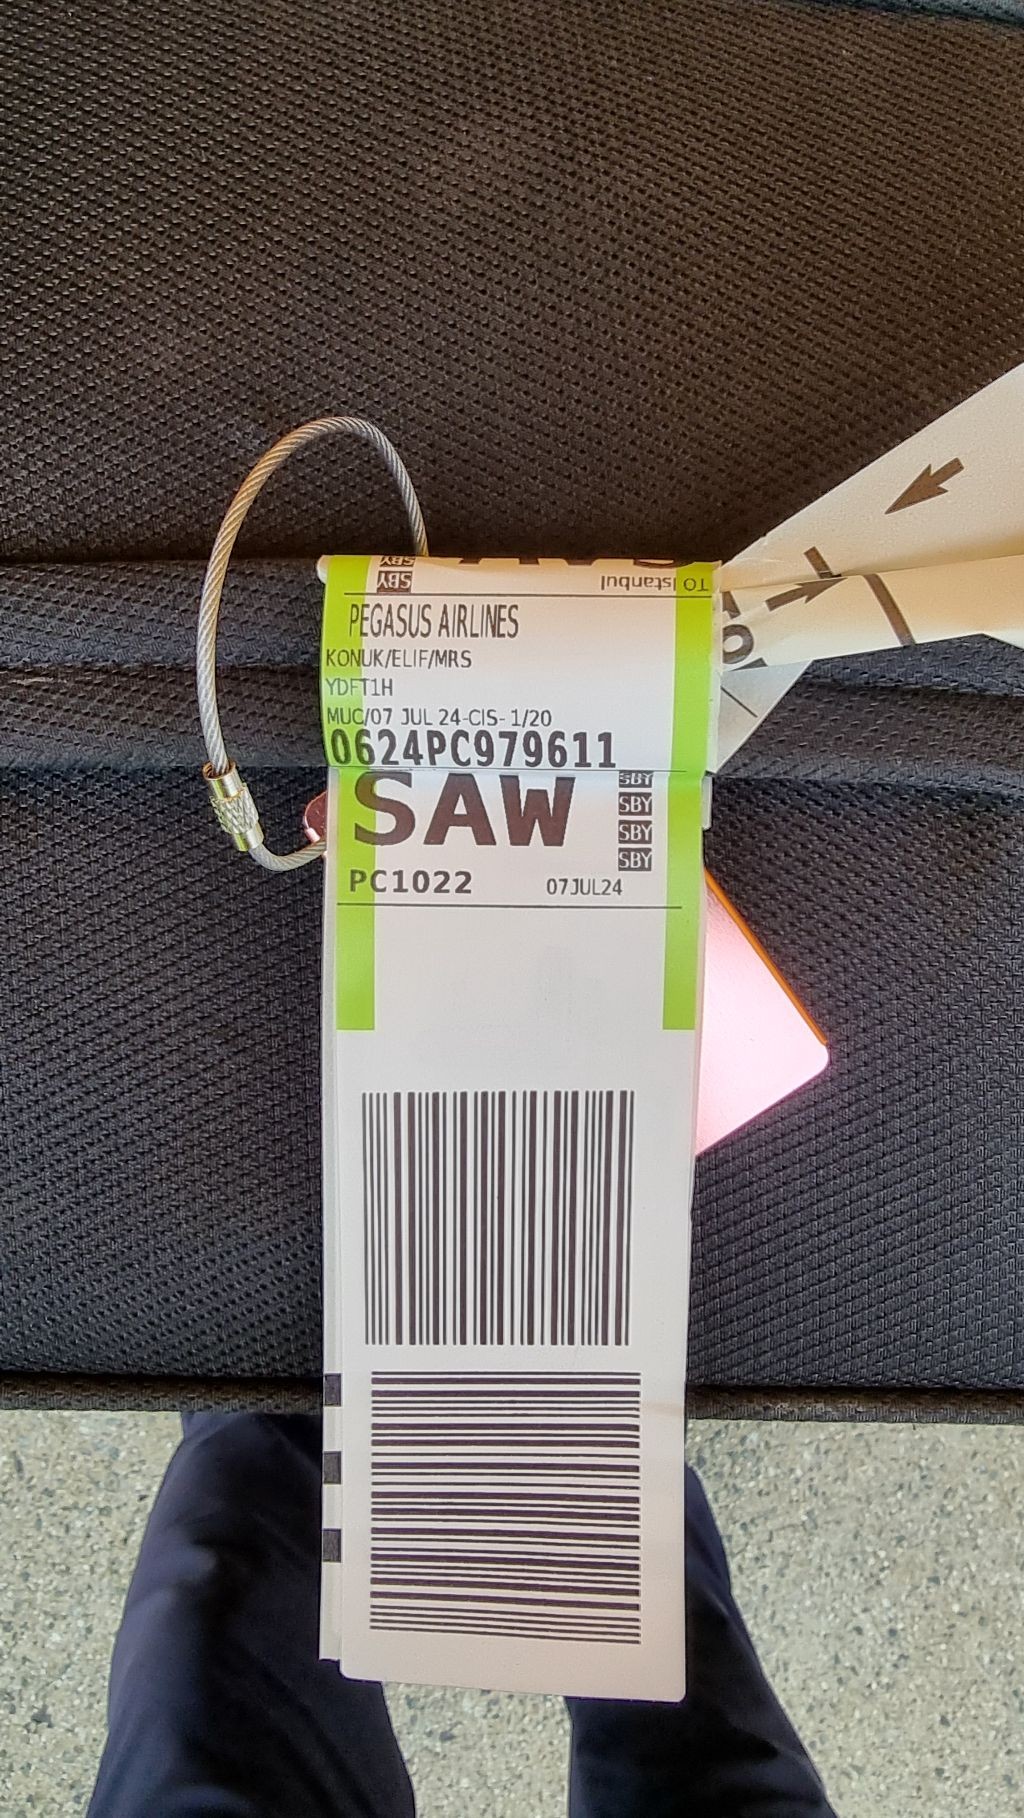 SBY
SBY
TO Istanbul
PEGASUS AIRLINES
KONUK/ELIF/MRS
YDFT1H
MUC/07 JUL 24-CIS- 1/20
0624PC979611
SAW
SBY
SBY
SBY
SBY
PC1022 07JUL24